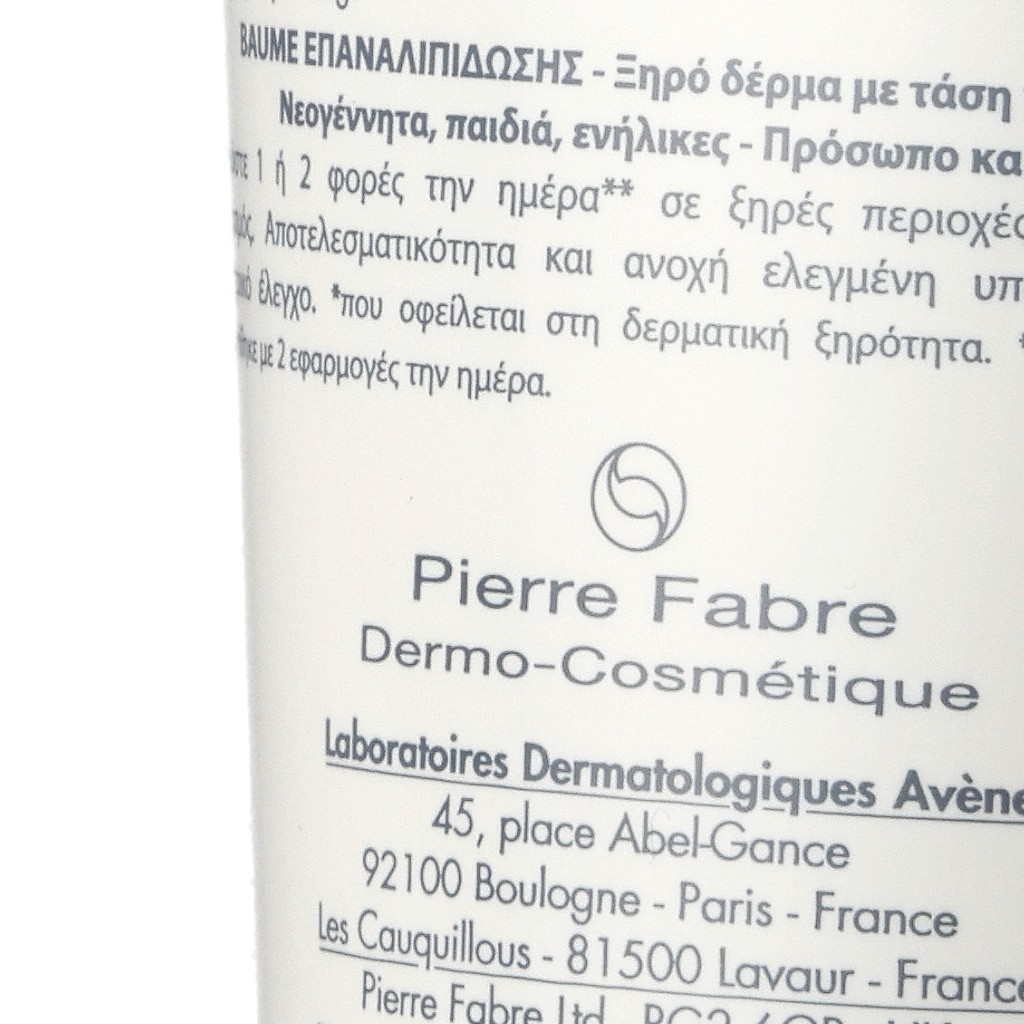 BAUME ΕΠΑΝΑΛΙΠΙΔΩΣΗΣ - Ξηρό δέρμα με τάση
Νεογέννητα, παιδιά, ενήλικες - Πρόσωπο κα
1 ή 2 φορές την ημέρα** σε ξηρές περιοχές
Αποτελεσματικότητα και ανοχή ελεγμένη υπ
έλεγχο. *που οφείλεται στη δερματική ξηρότητα. *
με 2 εφαρμογές την ημέρα.
Pierre Fabre
Dermo-Cosmétique
Laboratoires Dermatologiques Avène
45, place Abel-Gance
92100 Boulogne - Paris - France
Les Cauquillous - 81500 Lavaur - France
Pierre Fabre Ltd